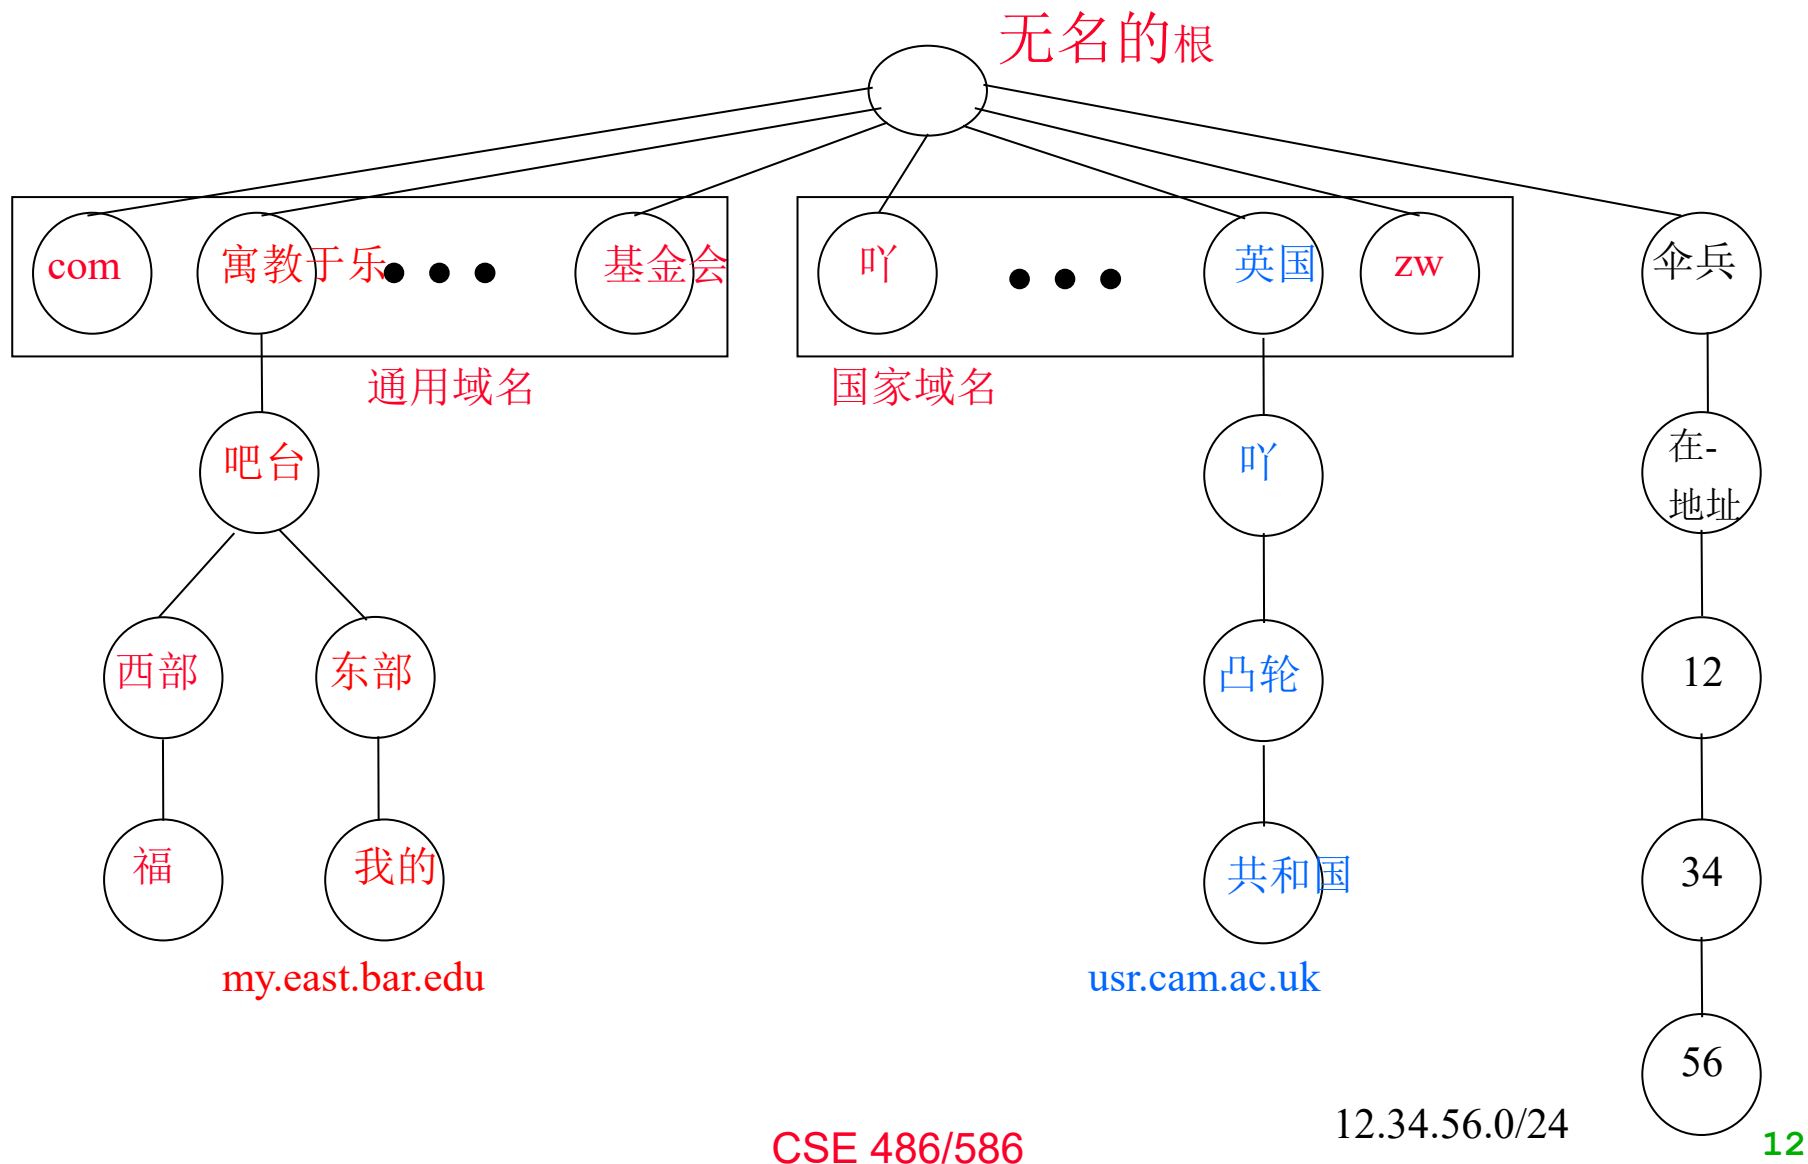 无名的根
com
寓教于乐
基金会
吖
英国
zw
伞兵
通用域名
国家域名
吧台
吖
在-
地址
西部
东部
凸轮
12
福
我的
共和国
34
my.east.bar.edu
usr.cam.ac.uk
56
12.34.56.0/24
CSE 486/586
12